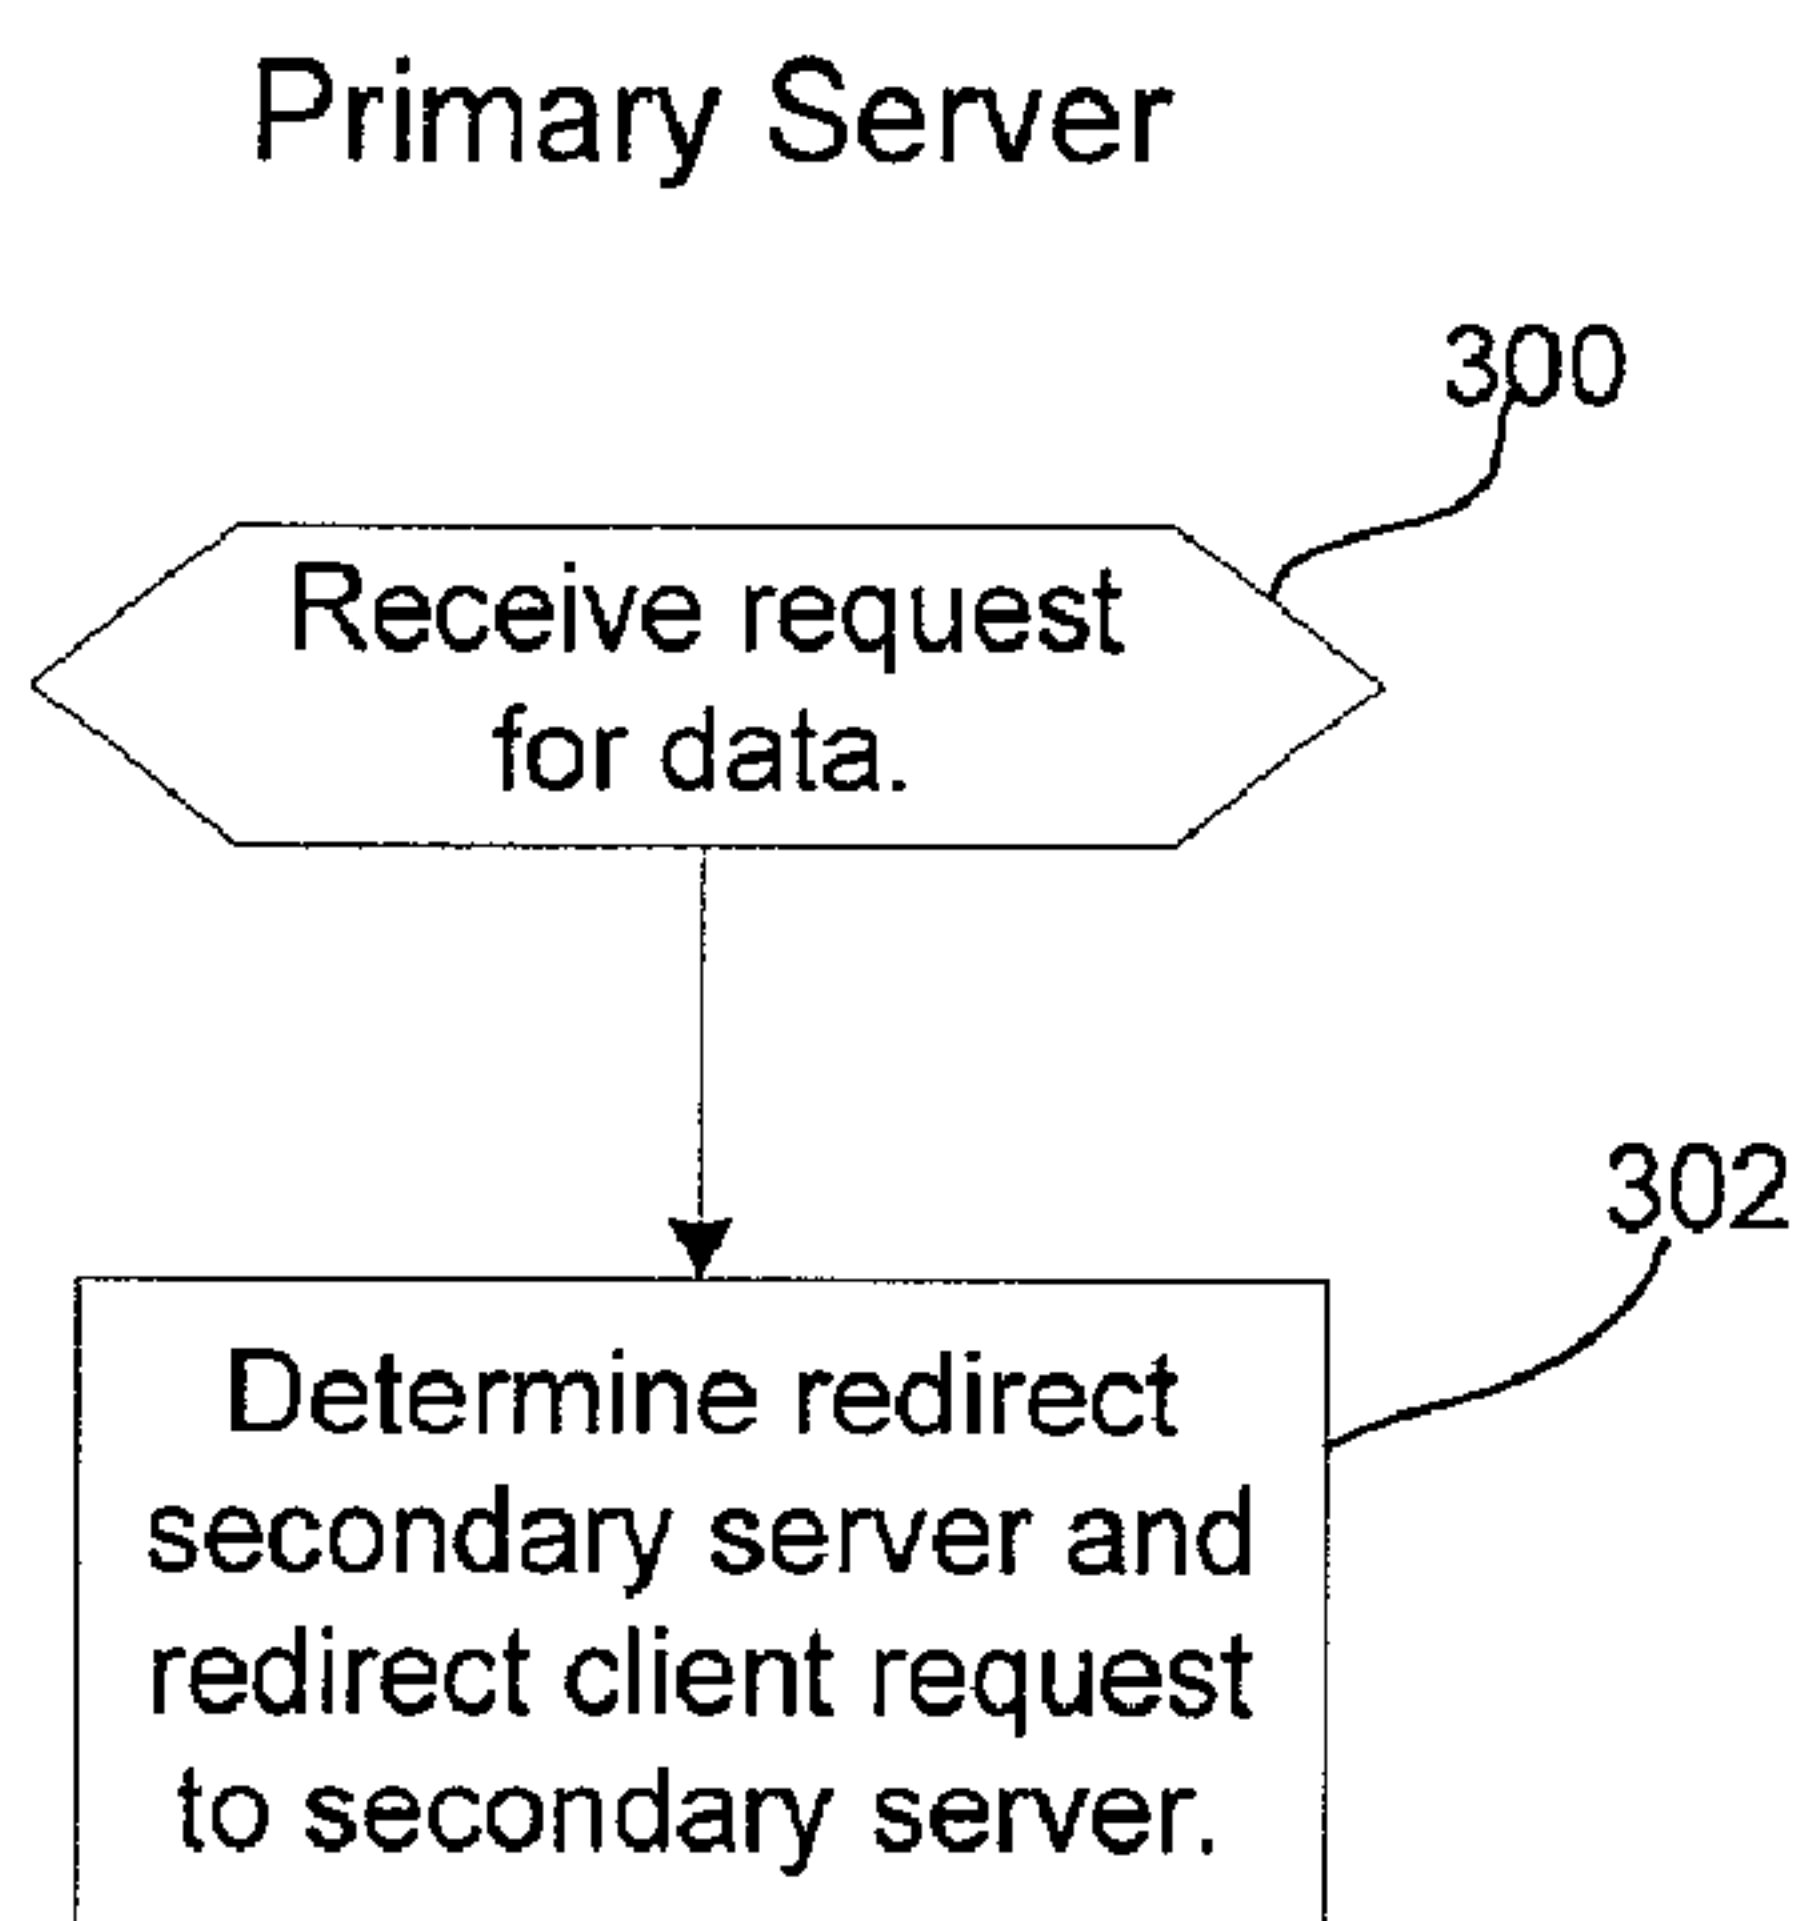 Primary Server
300
Receive request
for data.
302
Determine redirect
secondary server and
redirect client request
to secondary server.